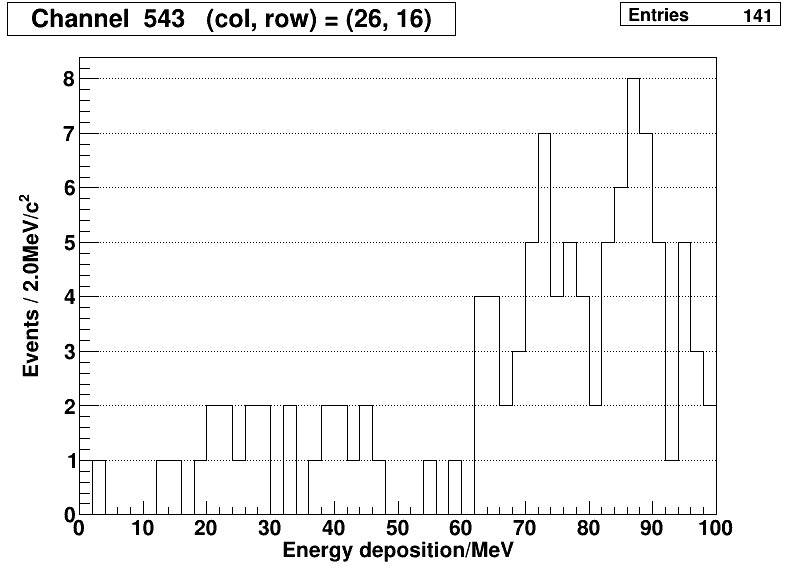 Channel 543 (col, row) = (26, 16)
Entries 141
Events / 2.0MeV/c²
8
7
6
5
4
3
2
1
0
0 10 20 30 40 50 60 70 80 90 100
Energy deposition/MeV